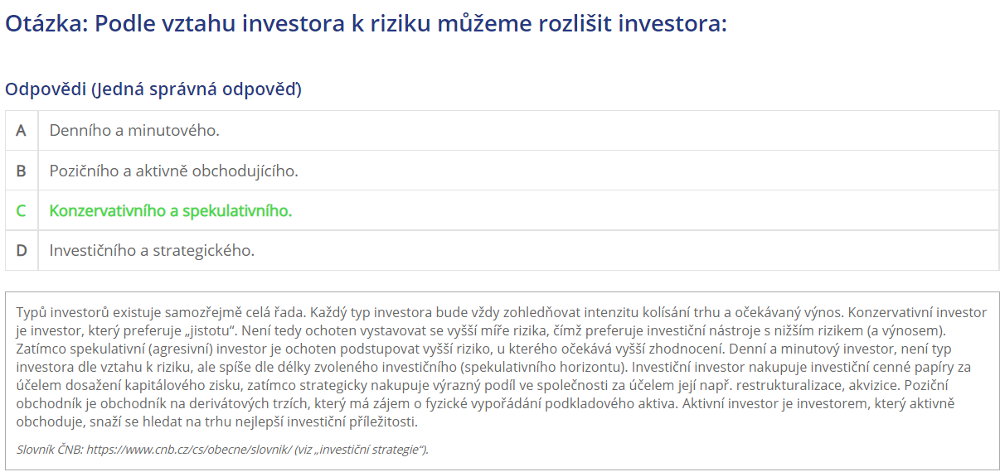 Otázka: Podle vztahu investora k riziku můžeme rozlišit investora:
Odpovědi (Jedná správná odpověď)
A Denního a minutového.
B Pozičního a aktivně obchodujícího.
C Konzervativního a spekulativního.
D Investičního a strategického.
Typů investorů existuje samozřejmě celá řada. Každý typ investora bude vždy zohledňovat intenzitu kolísání trhu a očekávaný výnos. Konzervativní investor
je investor, který preferuje „jistotu“. Není tedy ochoten vystavovat se vyšší míře rizika, čímž preferuje investiční nástroje s nižším rizikem (a výnosem).
Zatímco spekulativní (agresivní) investor je ochoten podstupovat vyšší riziko, u kterého očekává vyšší zhodnocení. Denní a minutový investor, není typ
investora dle vztahu k riziku, ale spíše dle délky zvoleného investičního (spekulativního horizontu). Investiční investor nakupuje investiční cenné papíry za
účelem dosažení kapitálového zisku, zatímco strategicky nakupuje výrazný podíl ve společnosti za účelem její např. restrukturalizace, akvizice. Poziční
obchodník je obchodník na derivátových trzích, který má zájem o fyzické vypořádání podkladového aktiva. Aktivní investor je investorem, který aktivně
obchoduje, snaží se hledat na trhu nejlepší investiční příležitosti.
Slovník ČNB: https://www.cnb.cz/cs/obecne/slovnik/ (viz „investiční strategie“).